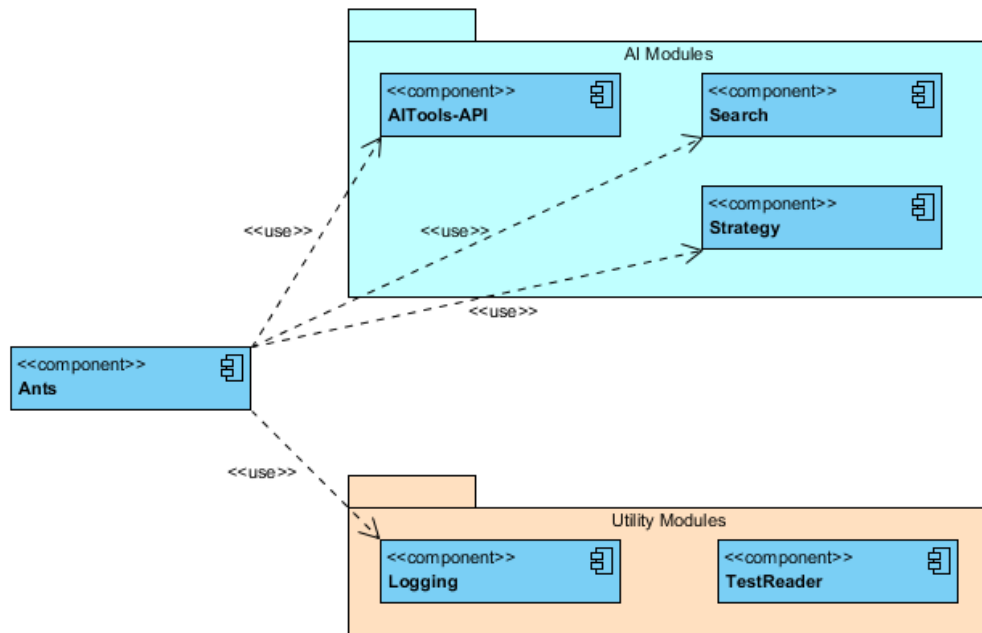 AI Modules
<<component>>
AITools-API
<<component>>
Search
<<component>>
Strategy
<<use>>
<<use>>
<<use>>
<<component>>
Ants
<<use>>
Utility Modules
<<component>>
Logging
<<component>>
TestReader